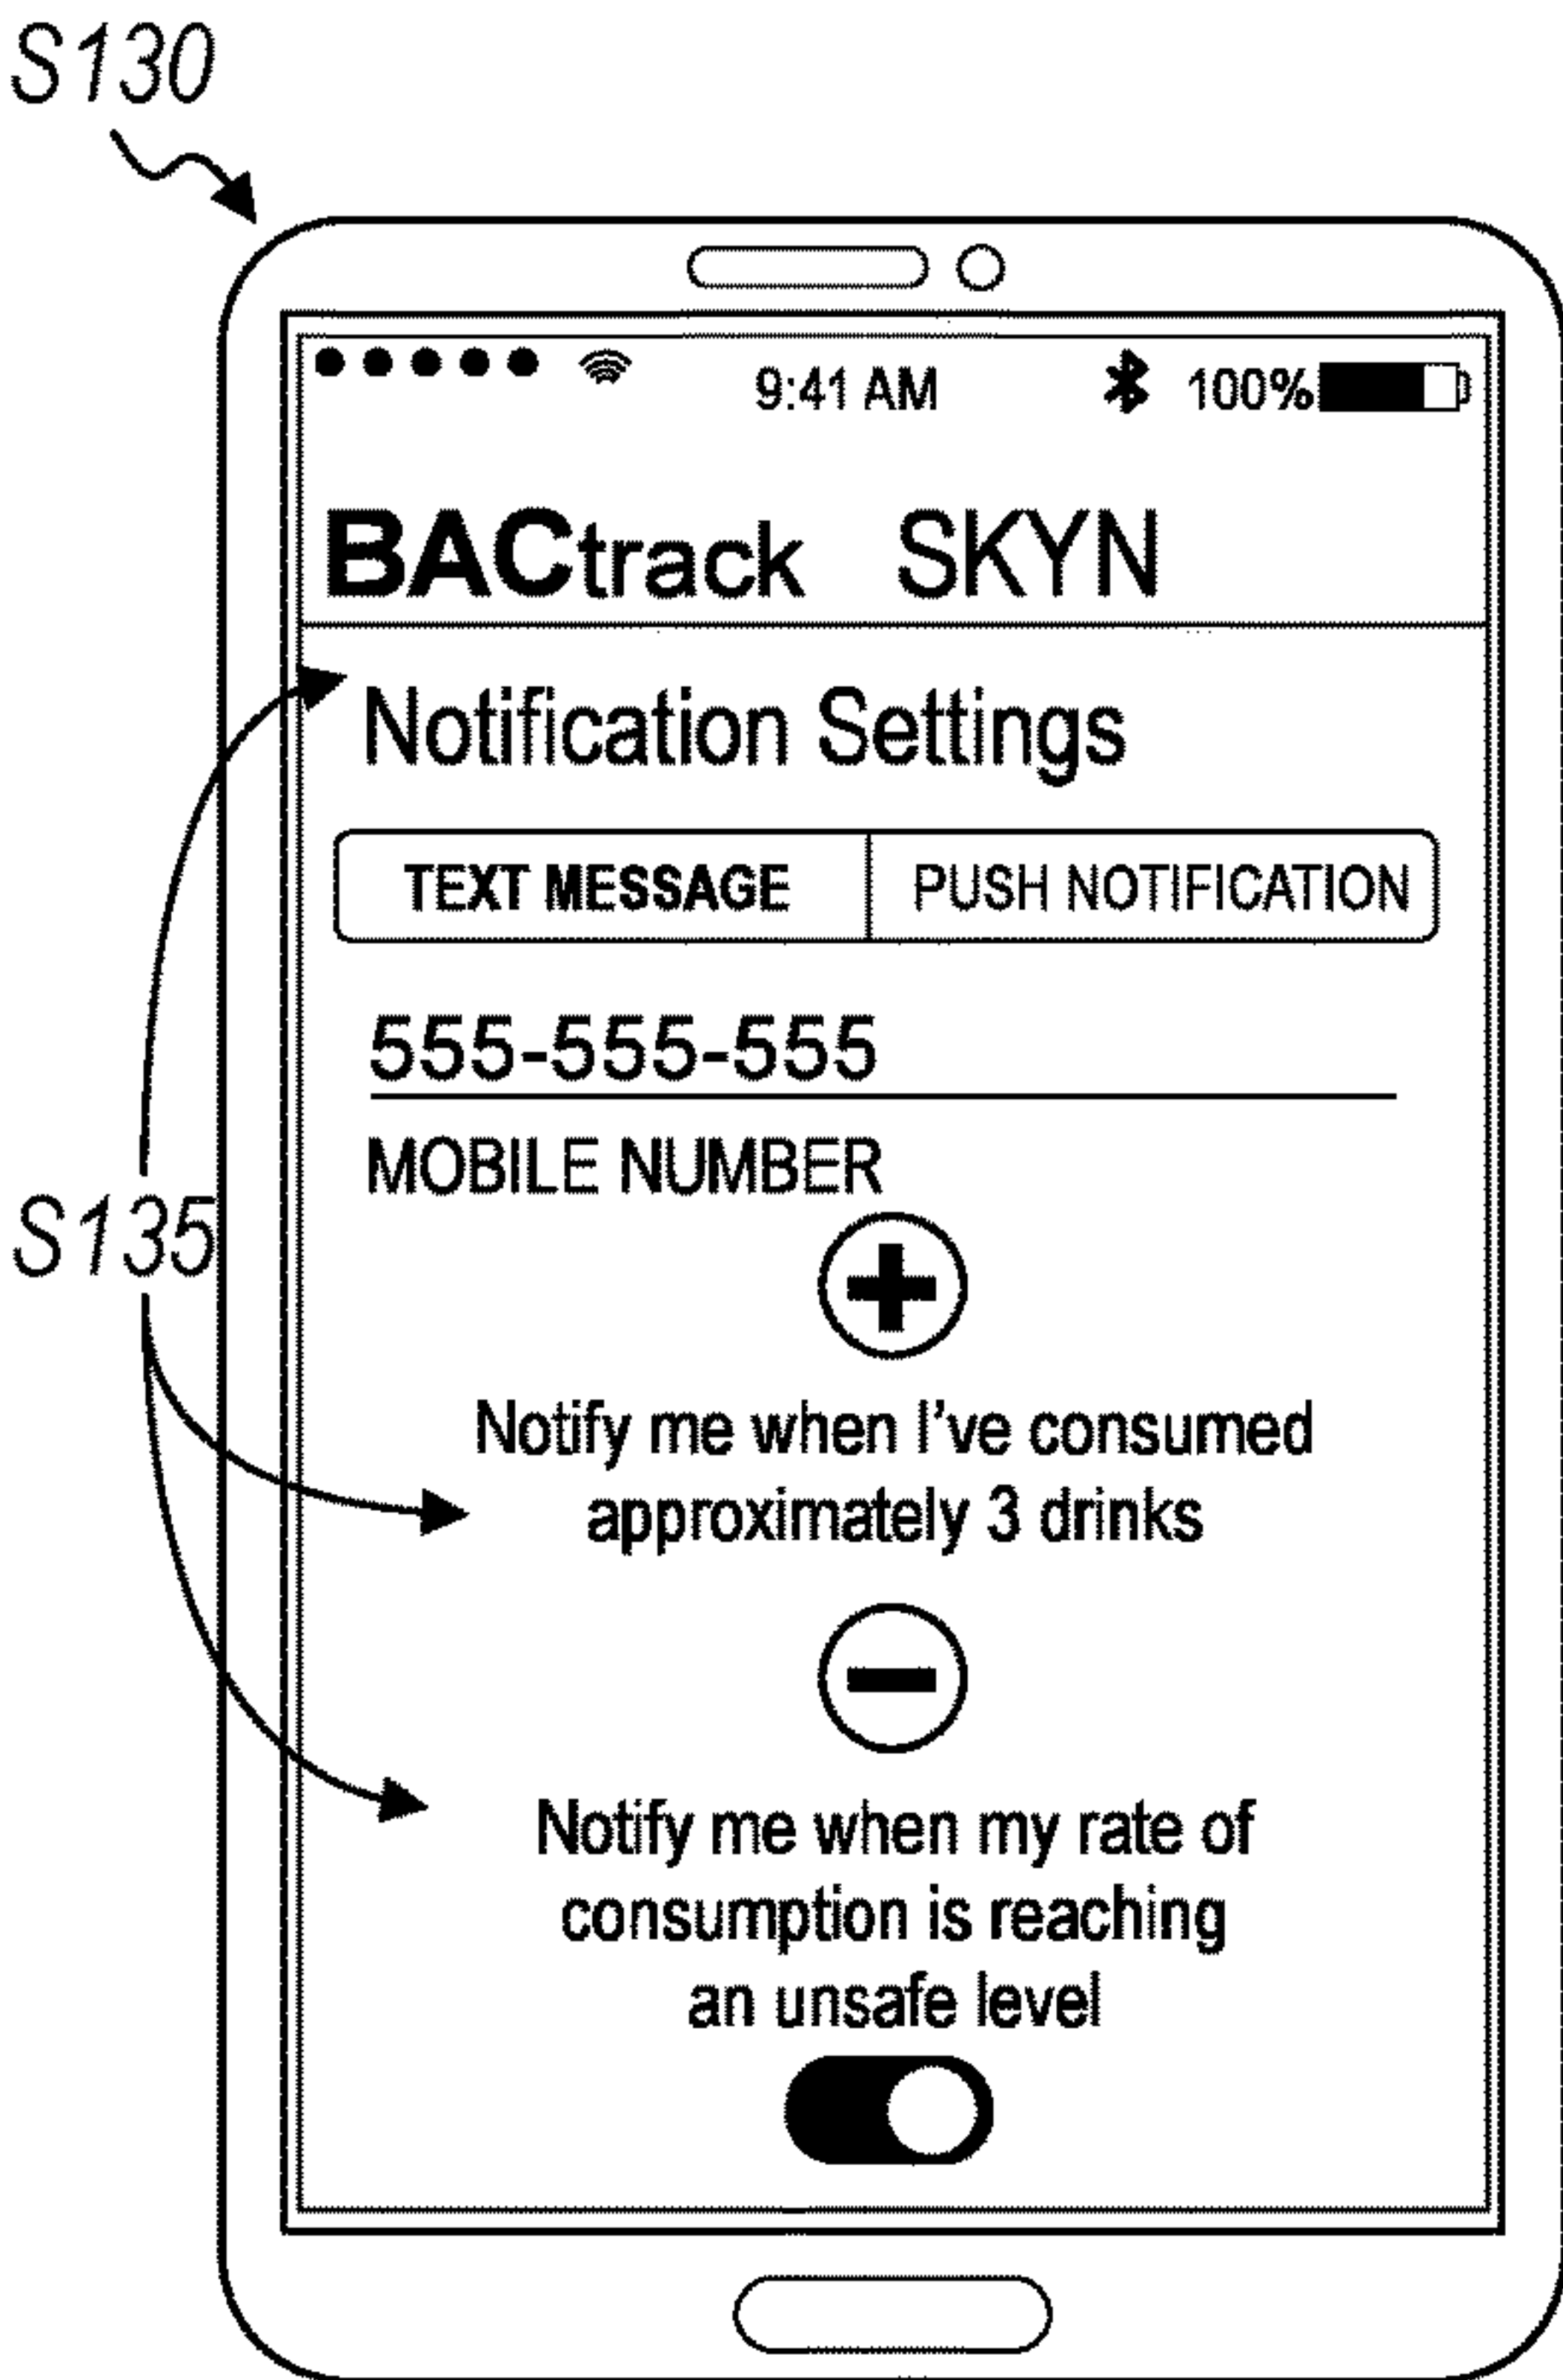 S130
9:41 AM 100%
BACtrack SKYN
Notification Settings
TEXT MESSAGE PUSH NOTIFICATION
555-555-555
MOBILE NUMBER
S135
Notify me when I've consumed
approximately 3 drinks
Notify me when my rate of
consumption is reaching
an unsafe level